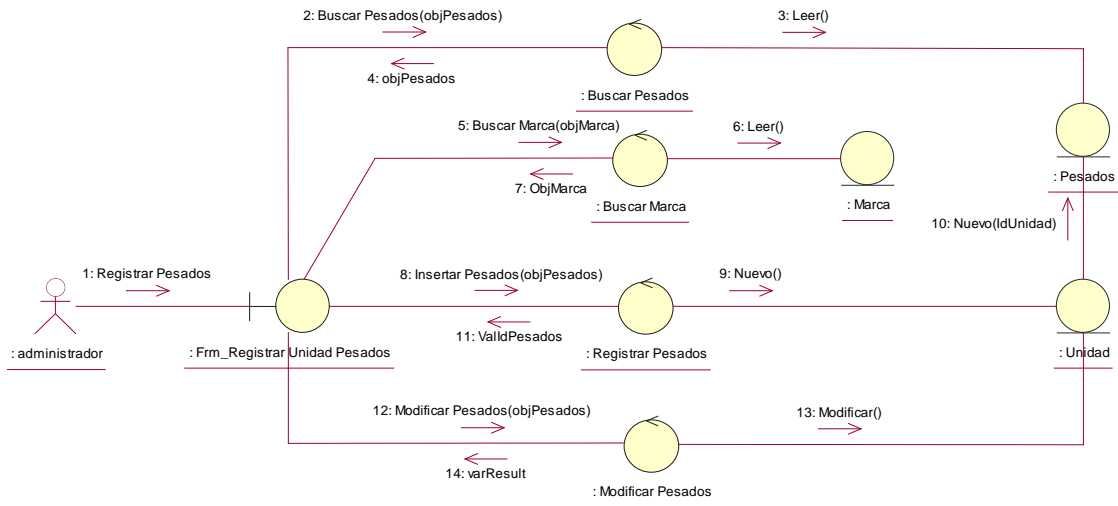 2: Buscar Pesados(objPesados)
3: Leer()
4: objPesados
: Buscar Pesados
5: Buscar Marca(objMarca)
6: Leer()
7: ObjMarca
: Buscar Marca
: Marca
: Pesados
10: Nuevo(IdUnidad)
1: Registrar Pesados
8: Insertar Pesados(objPesados)
9: Nuevo()
11: ValIdPesados
: administrador
: Frm_Registrar Unidad Pesados
: Registrar Pesados
: Unidad
12: Modificar Pesados(objPesados)
13: Modificar()
14: varResult
: Modificar Pesados